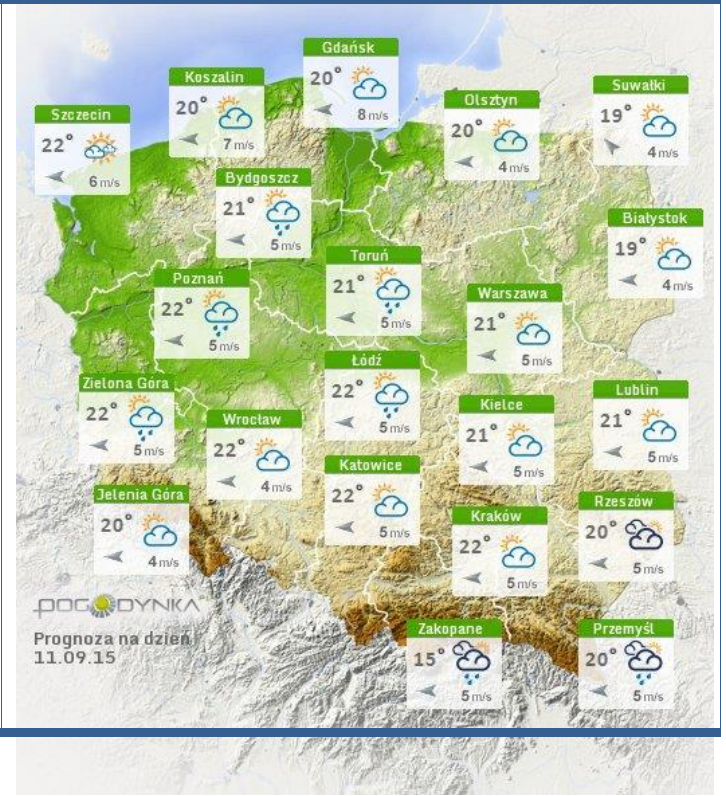 Gdańsk
20°
8 m/s
Koszalin
20°
7 m/s
Szczecin
22°
6 m/s
Olsztyn
20°
4 m/s
Suwałki
19°
4 m/s
Bydgoszcz
21°
5 m/s
Białystok
19°
4 m/s
Toruń
21°
5 m/s
Poznań
22°
5 m/s
Warszawa
21°
5 m/s
Łódź
22°
5 m/s
Zielona Góra
22°
5 m/s
Wrocław
22°
4 m/s
Kielce
21°
5 m/s
Lublin
21°
5 m/s
Katowice
22°
5 m/s
Jelenia Góra
20°
4 m/s
Kraków
22°
5 m/s
Rzeszów
20°
5 m/s
Zakopane
15°
5 m/s
Przemyśl
20°
5 m/s
POGODYNKA
Prognoza na dzień
11.09.15